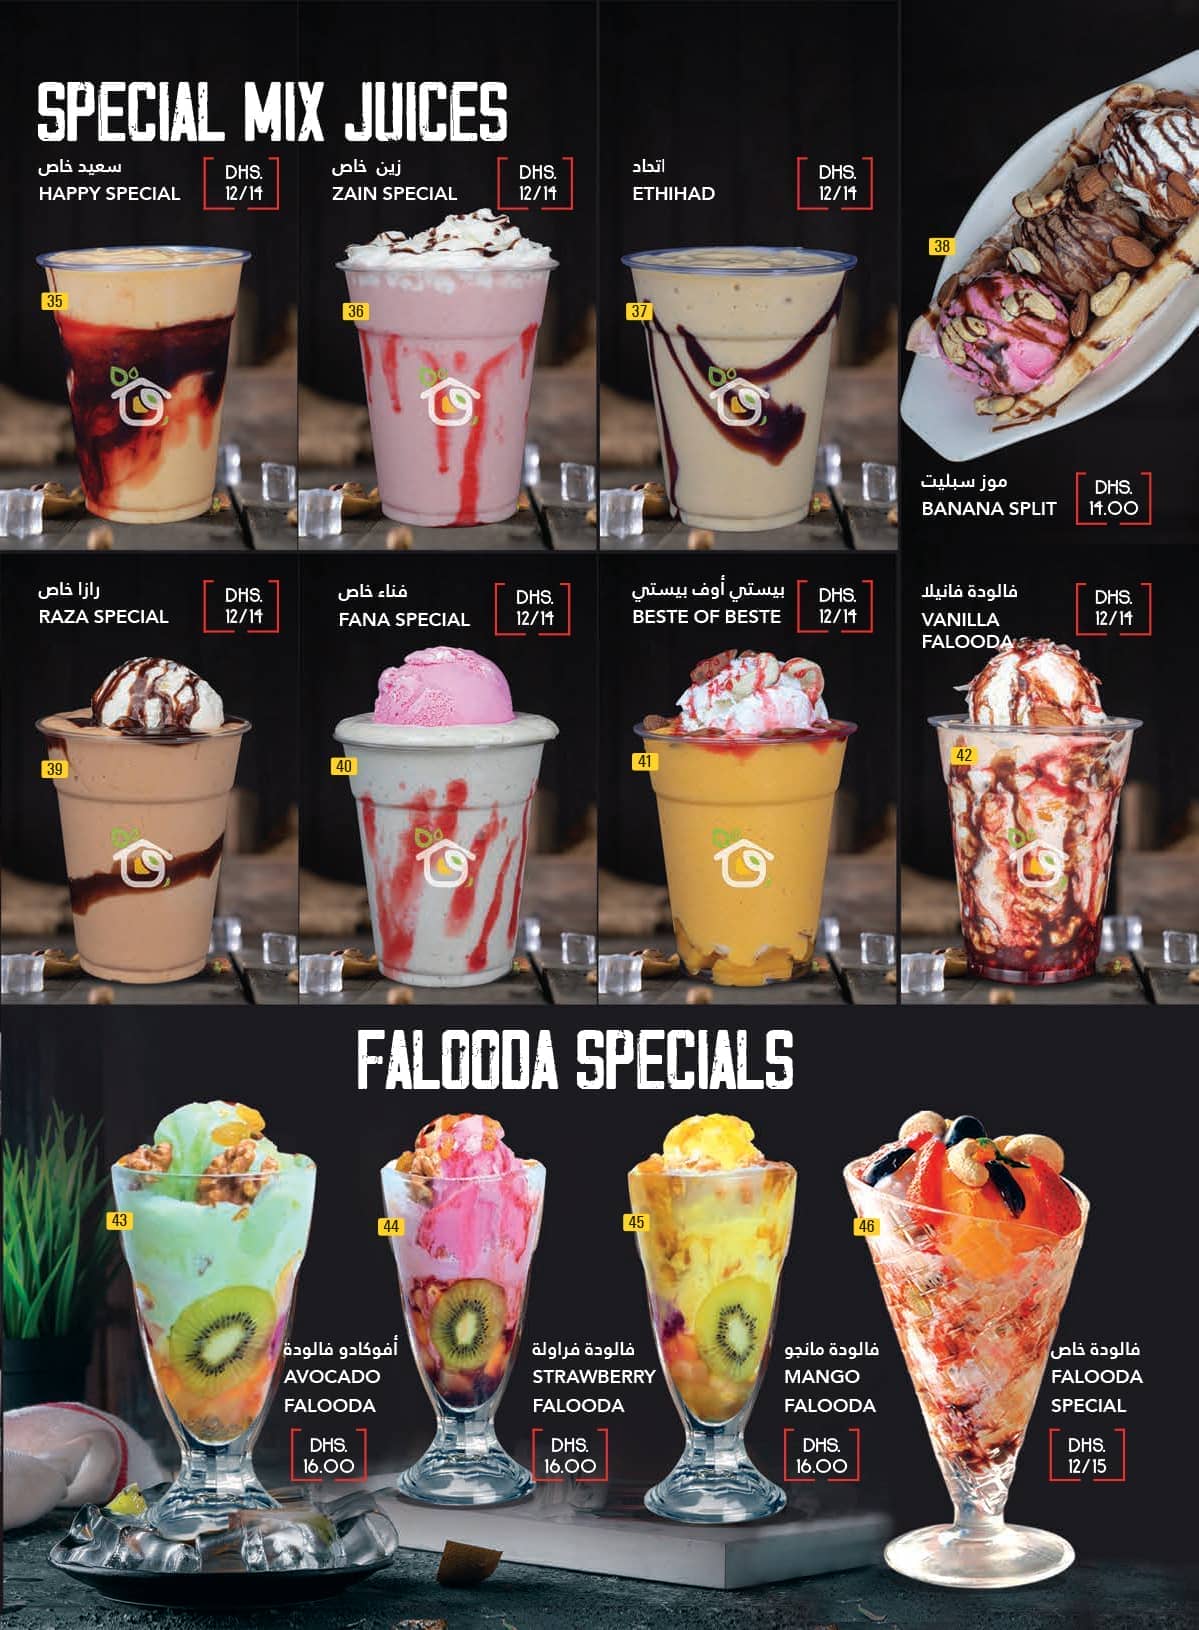 SPECIAL MIX JUICES
سعيد خاص
HAPPY SPECIAL
DHS.
12/14
35
زين خاص
ZAIN SPECIAL
DHS.
12/14
36
اتحاد
ETHIHAD
DHS.
12/14
37
38
موز سبليت
BANANA SPLIT
DHS.
14.00
رازا خاص
RAZA SPECIAL
DHS.
12/14
39
فناء خاص
FANA SPECIAL
DHS.
12/14
40
بيستي أوف بيستي
BESTE OF BESTE
DHS.
12/14
41
فالودة فانيلا
VANILLA
FALOODA
DHS.
12/14
42
FALOODA SPECIALS
43
أفوكادو فالودة
AVOCADO
FALOODA
DHS.
16.00
44
فالودة فراولة
STRAWBERRY
FALOODA
DHS.
16.00
45
فالودة مانجو
MANGO
FALOODA
DHS.
16.00
46
فالودة خاص
FALOODA
SPECIAL
DHS.
12/15